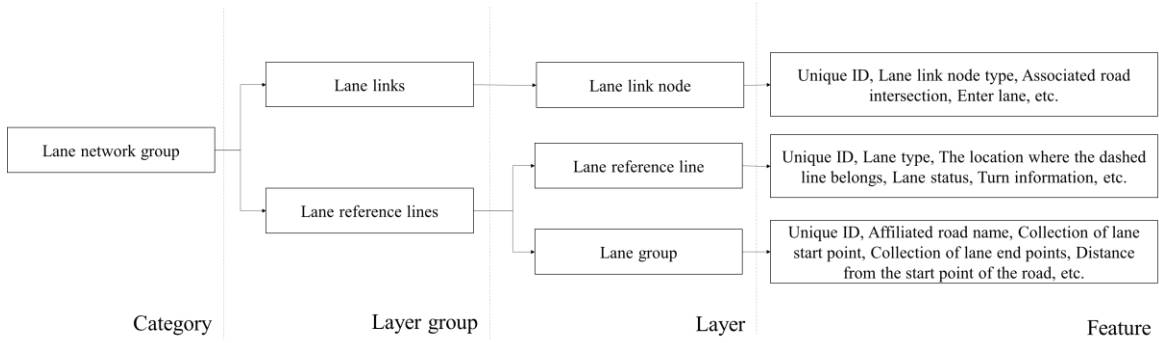 Lane network group
Lane links
Lane reference lines
Lane link node
Lane reference line
Lane group
Unique ID, Lane link node type, Associated road
intersection, Enter lane, etc.
Unique ID, Lane type, The location where the dashed
line belongs, Lane status, Turn information, etc.
Unique ID, Affiliated road name, Collection of lane
start point, Collection of lane end points, Distance
from the start point of the road, etc.
Category
Layer group
Layer
Feature